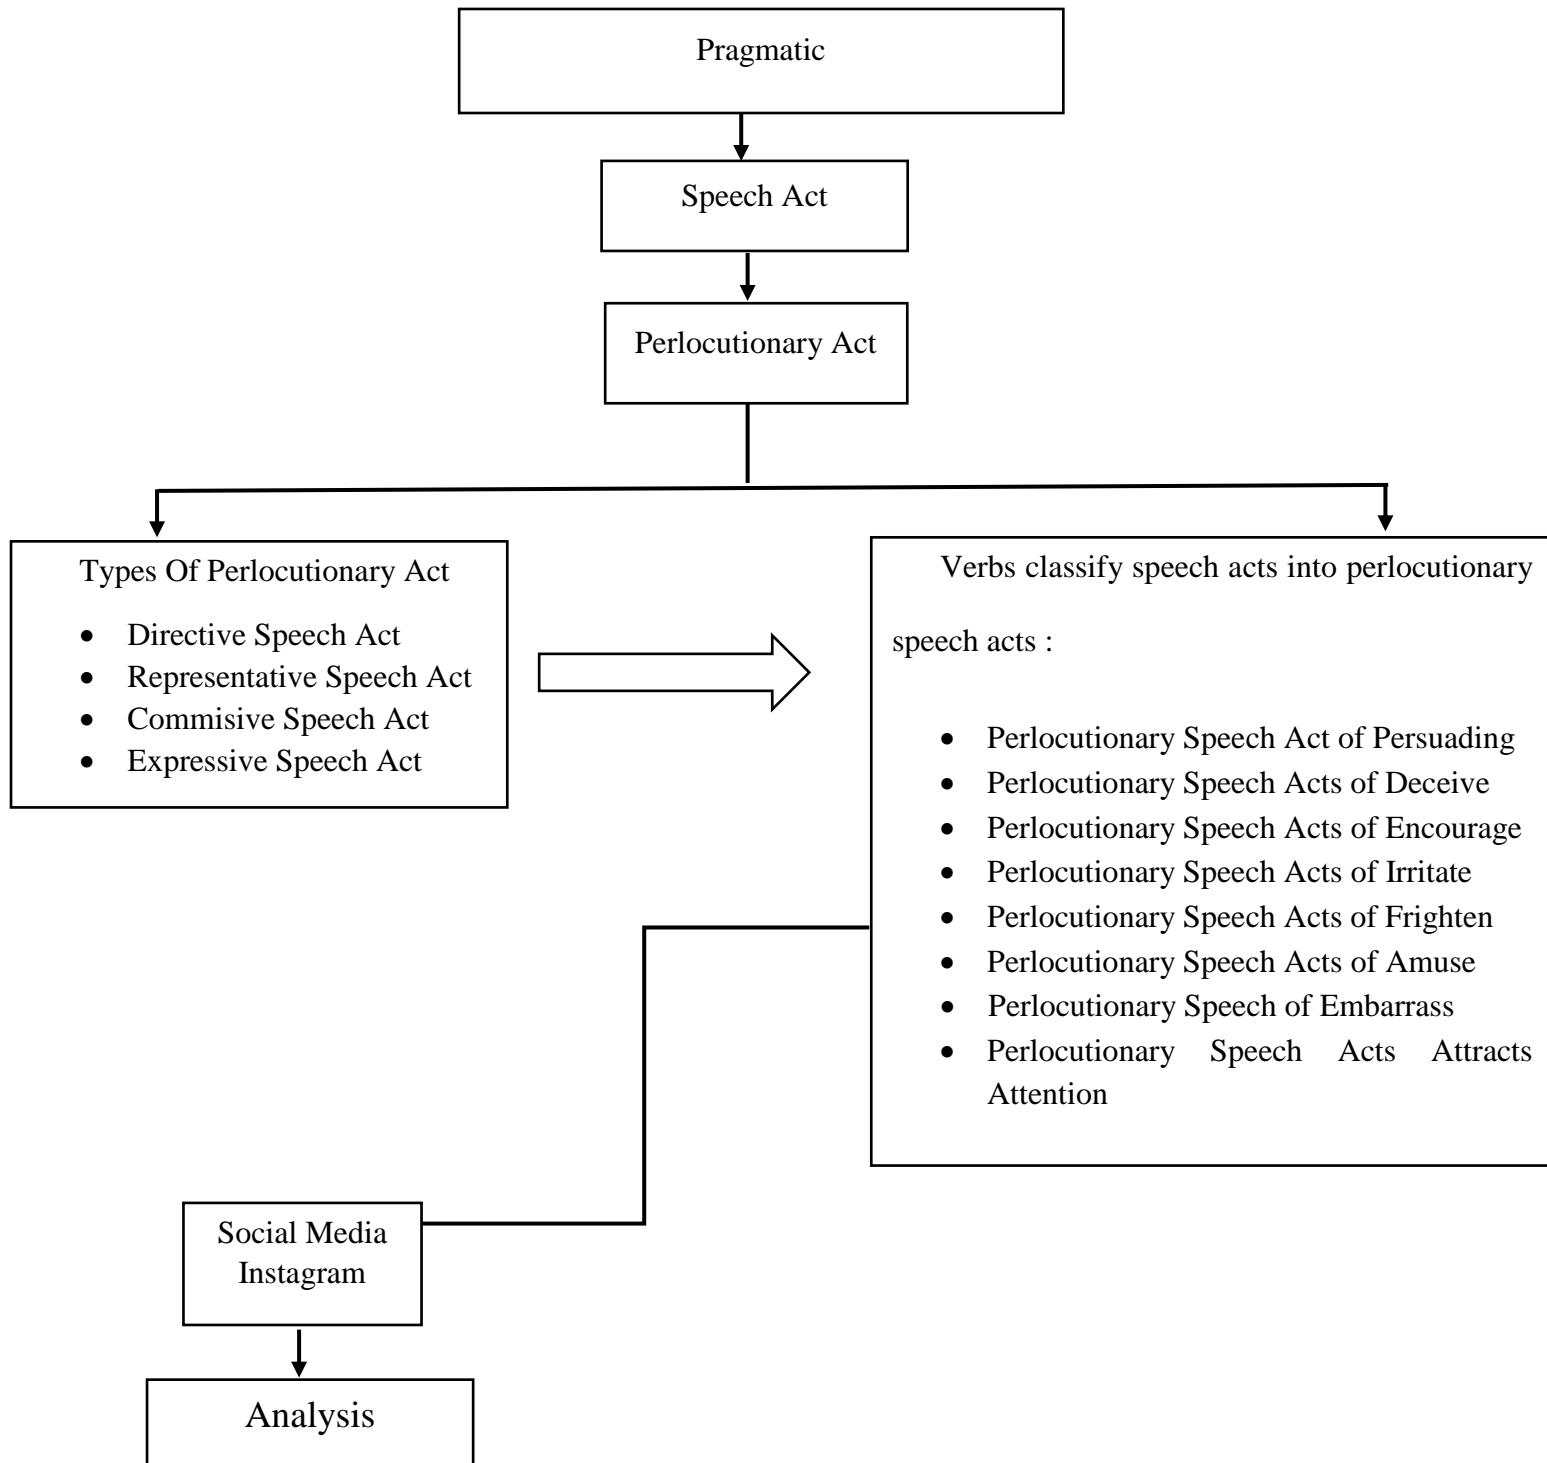 Pragmatic
Speech Act
Perlocutionary Act
Types Of Perlocutionary Act
• Directive Speech Act
• Representative Speech Act
• Commisive Speech Act
• Expressive Speech Act
Verbs classify speech acts into perlocutionary
speech acts :
• Perlocutionary Speech Act of Persuading
• Perlocutionary Speech Acts of Deceive
• Perlocutionary Speech Acts of Encourage
• Perlocutionary Speech Acts of Irritate
• Perlocutionary Speech Acts of Frighten
• Perlocutionary Speech Acts of Amuse
• Perlocutionary Speech of Embarrass
• Perlocutionary Speech Acts Attracts
Attention
Social Media
Instagram
Analysis